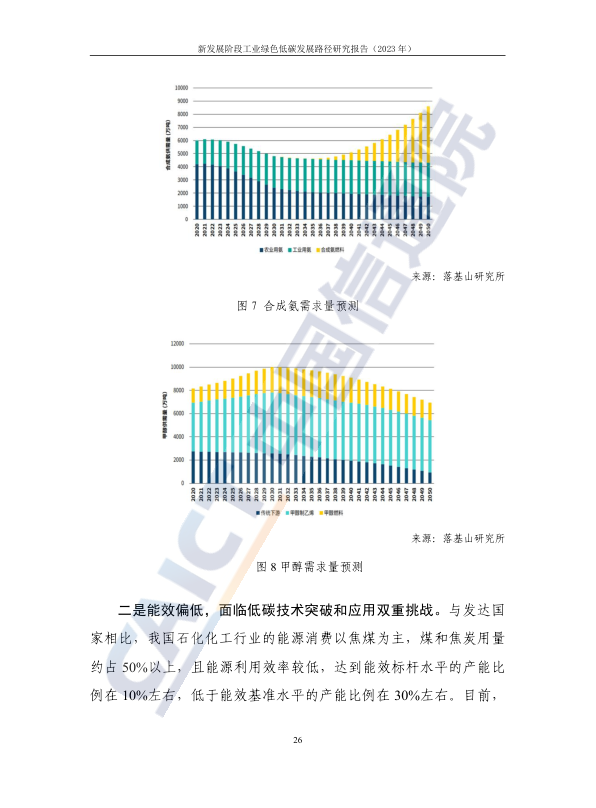 新发展阶段工业绿色低碳发展路径研究报告（2023 年）
合成氨供需量 (万吨)
10000
9000
8000
7000
6000
5000
4000
3000
2000
1000
0
2020 2021 2022 2023 2024 2025 2026 2027 2028 2029 2030 2031 2032 2033 2034 2035 2036 2037 2038 2039 2040 2041 2042 2043 2044 2045 2046 2047 2048 2049 2050
农业用氨 工业用氨 合成氨燃料
来源：落基山研究所
图 7 合成氨需求量预测
甲醇供需量 (万吨)
12000
10000
8000
6000
4000
2000
0
2020 2021 2022 2023 2024 2025 2026 2027 2028 2029 2030 2031 2032 2033 2034 2035 2036 2037 2038 2039 2040 2041 2042 2043 2044 2045 2046 2047 2048 2049 2050
传统下游 甲醇制乙烯 甲醇燃料
来源：落基山研究所
图 8 甲醇需求量预测
二是能效偏低，面临低碳技术突破和应用双重挑战。与发达国
家相比，我国石化化工行业的能源消费以焦煤为主，煤和焦炭用量
约占 50%以上，且能源利用效率较低，达到能效标杆水平的产能比
例在 10%左右，低于能效基准水平的产能比例在 30%左右。目前，
26
CAICT 中国信通院